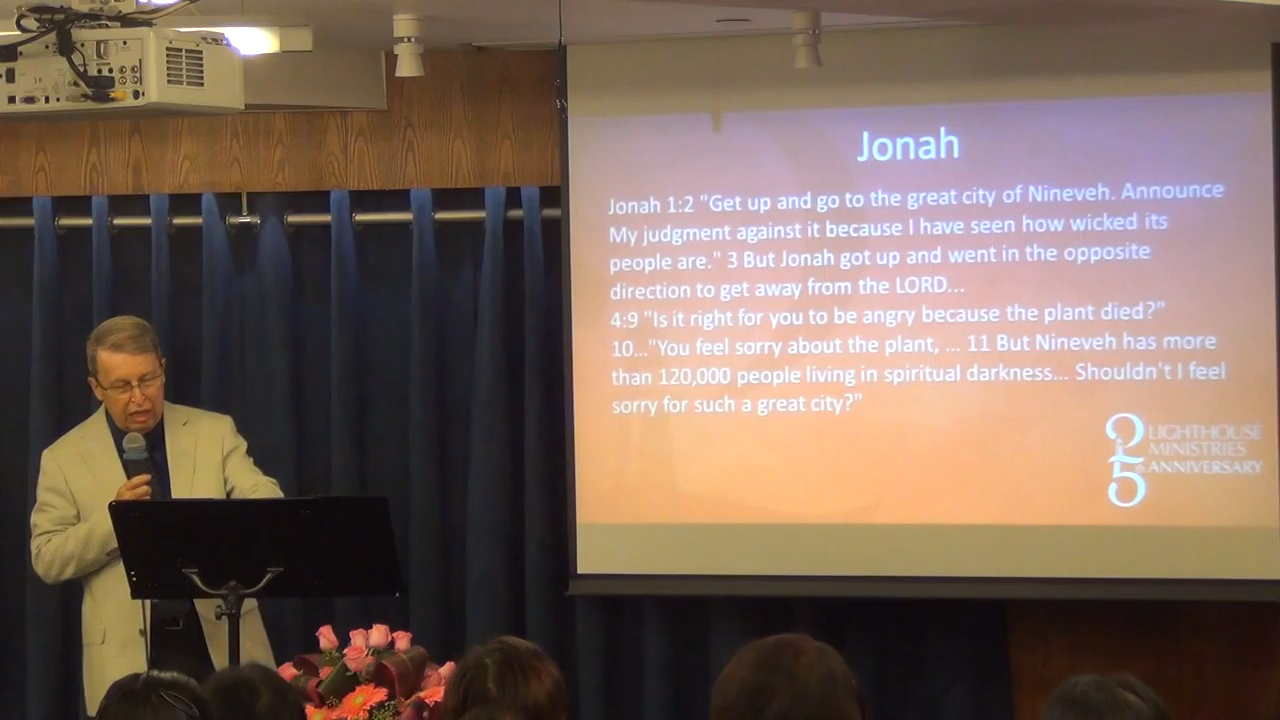 Jonah
Jonah 1:2 "Get up and go to the great city of Nineveh. Announce
My judgment against it because I have seen how wicked its
people are." 3 But Jonah got up and went in the opposite
direction to get away from the LORD...
4:9 "Is it right for you to be angry because the plant died?"
10..."You feel sorry about the plant, ... 11 But Nineveh has more
than 120,000 people living in spiritual darkness... Shouldn't I feel
sorry for such a great city?"
25th
LIGHTHOUSE
MINISTRIES
ANNIVERSARY